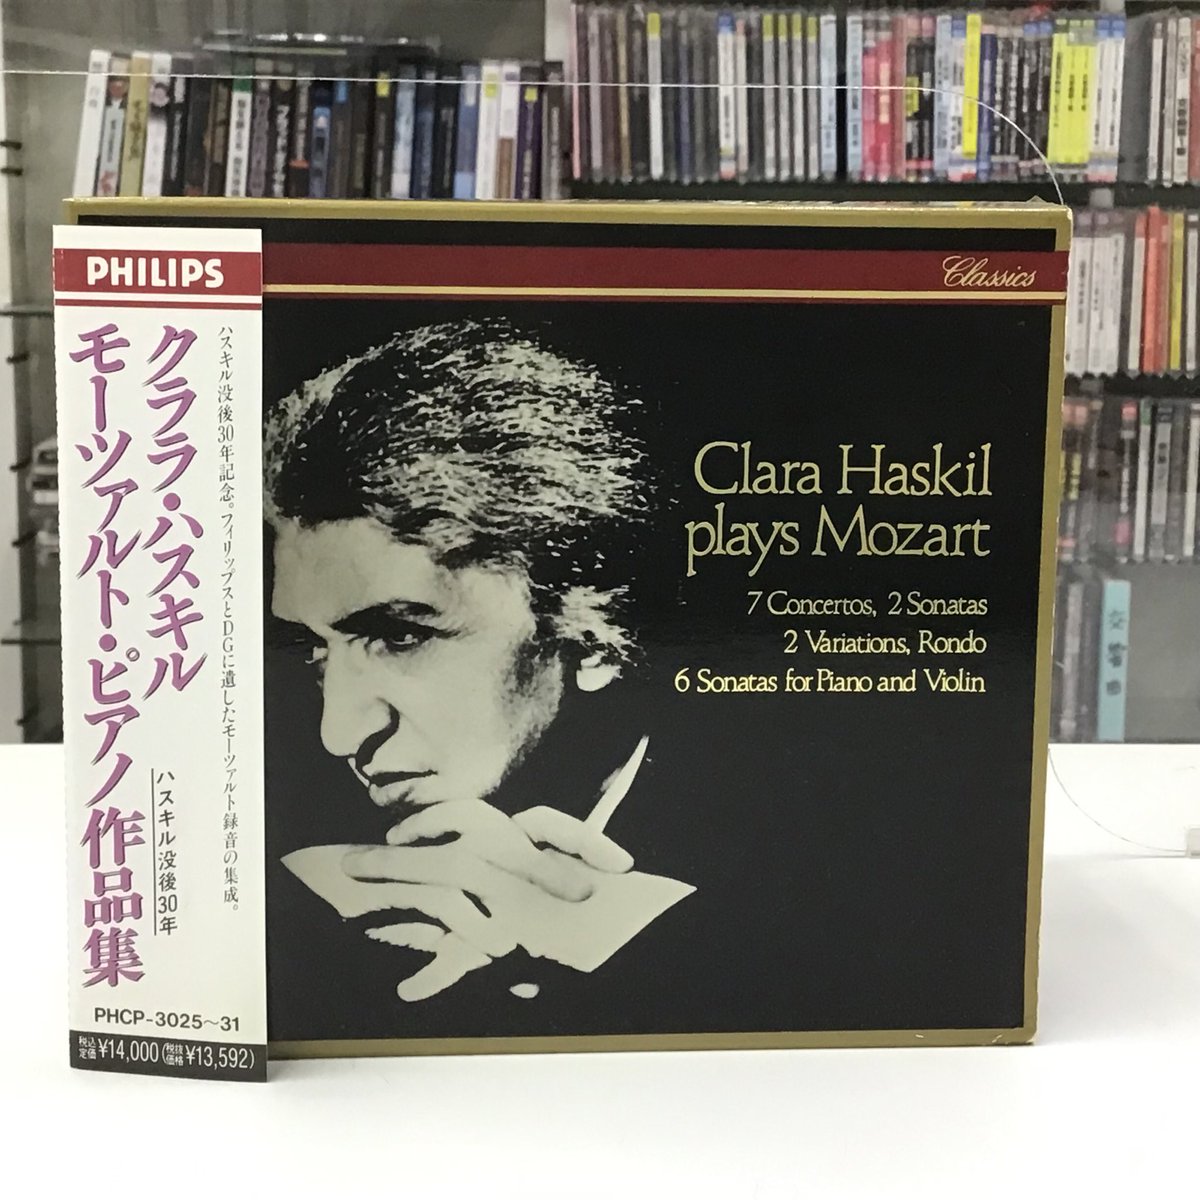 PHILIPS
ハスキル没後30年記念。フィリップスとDGに遺したモーツァルト録音の集成。
クララ・ハスキル
モーツァルト・ピアノ作品集
ハスキル没後30年
PHCP-3025〜31
税込定価¥14,000(税抜価格¥13,592)
Classics
Clara Haskil
plays Mozart
7 Concertos, 2 Sonatas
2 Variations, Rondo
6 Sonatas for Piano and Violin